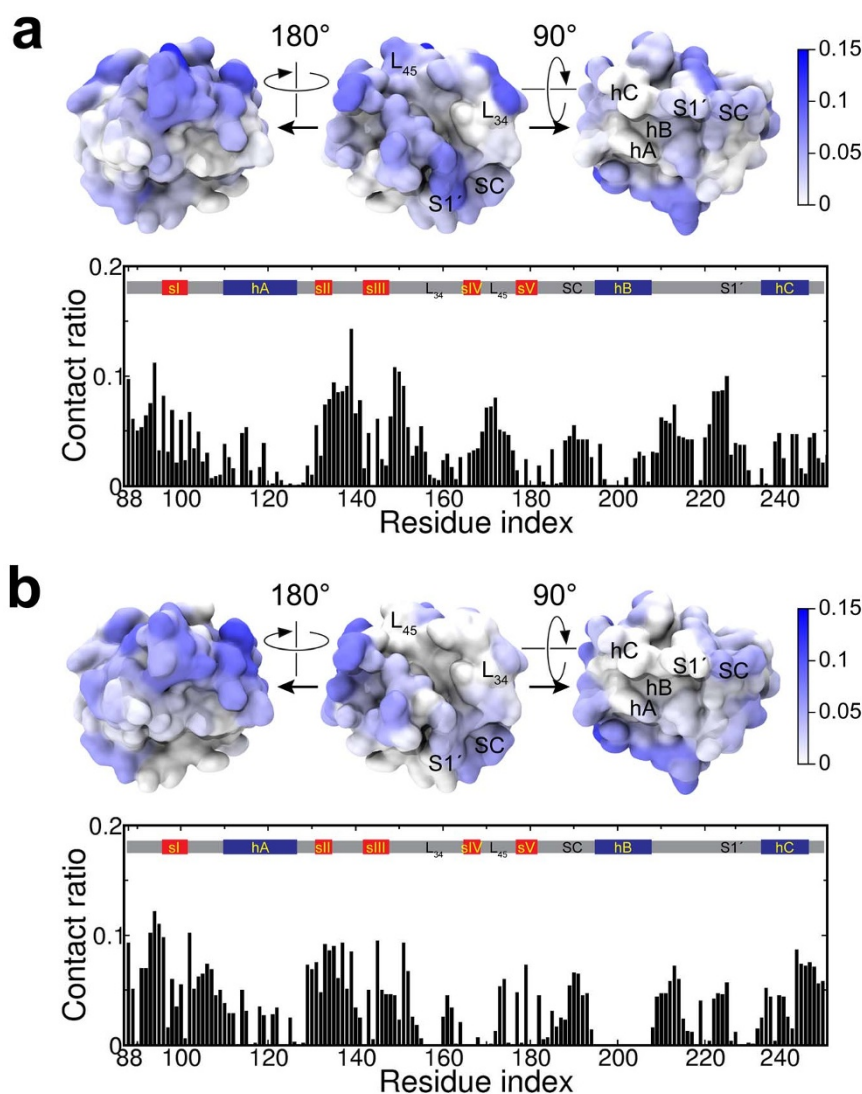 a
180°
90°
L45
L34
S1´
SC
hC
S1´
SC
hB
hA
0.15
0.1
0.05
0
0.2
0.1
0
Contact ratio
sI hA sII sIII L34 sIV L45 sV SC hB S1´ hC
88 100 120 140 160 180 200 220 240
Residue index
b
180°
90°
L45
L34
S1´
SC
hC
S1´
SC
hB
hA
0.15
0.1
0.05
0
0.2
0.1
0
Contact ratio
sI hA sII sIII L34 sIV L45 sV SC hB S1´ hC
88 100 120 140 160 180 200 220 240
Residue index